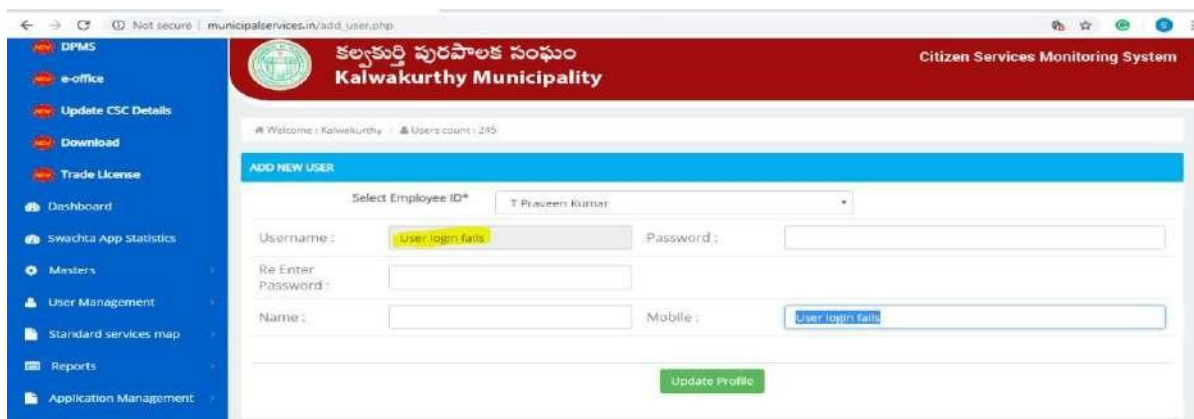 Not secure | municipalservices.in/add_user.php
DPMS
e-office
Update CSC Details
Download
Trade License
Dashboard
Swachta App Statistics
Masters
User Management
Standard services map
Reports
Application Management
కల్వకుర్తి పురపాలక సంఘం
Kalwakurthy Municipality
Citizen Services Monitoring System
Welcome : Kalwakurthy / Users count : 245
ADD NEW USER
Select Employee ID* T Praveen Kumar
Username : User login fails Password :
Re Enter
Password :
Name : Mobile : User login fails
Update Profile